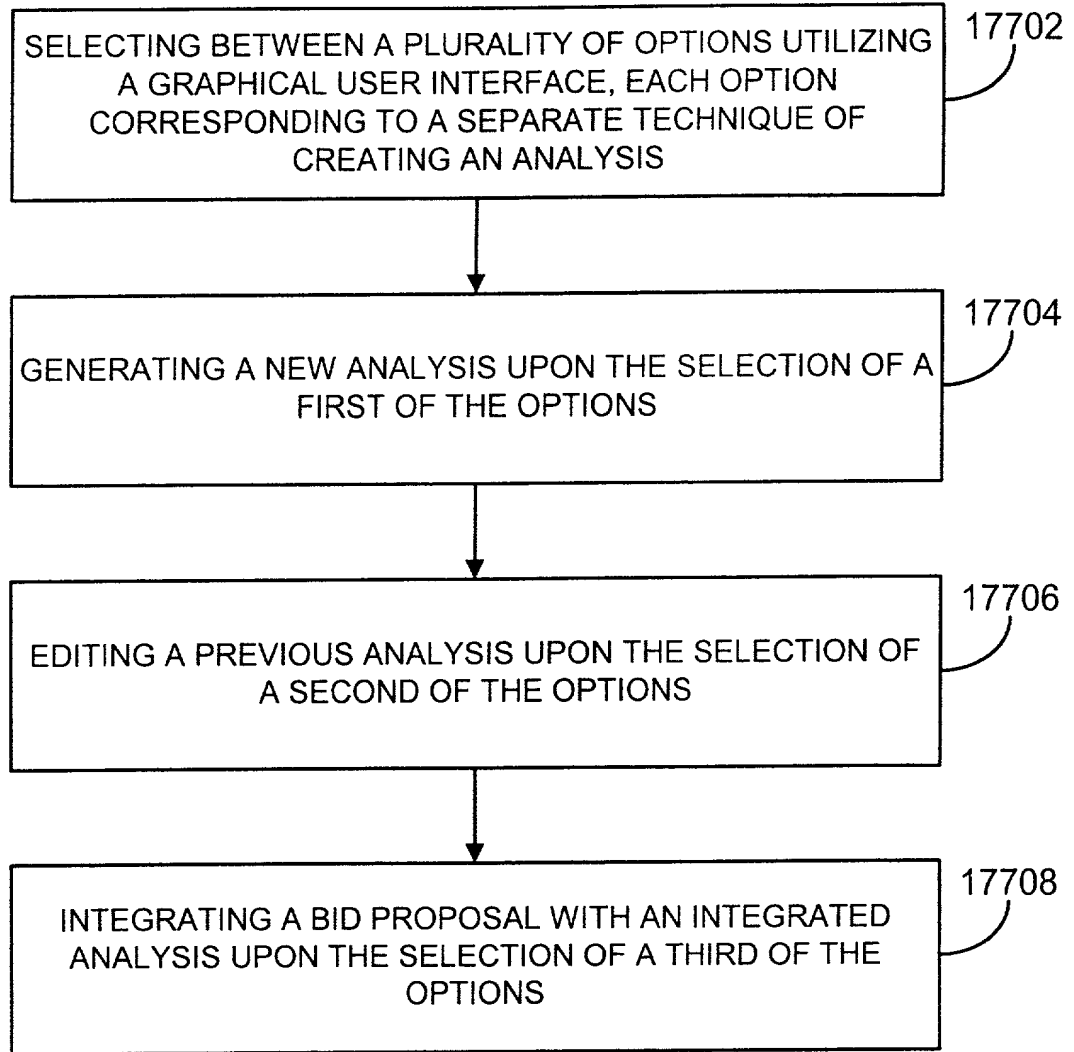 17702
SELECTING BETWEEN A PLURALITY OF OPTIONS UTILIZING
A GRAPHICAL USER INTERFACE, EACH OPTION
CORRESPONDING TO A SEPARATE TECHNIQUE OF
CREATING AN ANALYSIS
17704
GENERATING A NEW ANALYSIS UPON THE SELECTION OF A
FIRST OF THE OPTIONS
17706
EDITING A PREVIOUS ANALYSIS UPON THE SELECTION OF
A SECOND OF THE OPTIONS
17708
INTEGRATING A BID PROPOSAL WITH AN INTEGRATED
ANALYSIS UPON THE SELECTION OF A THIRD OF THE
OPTIONS